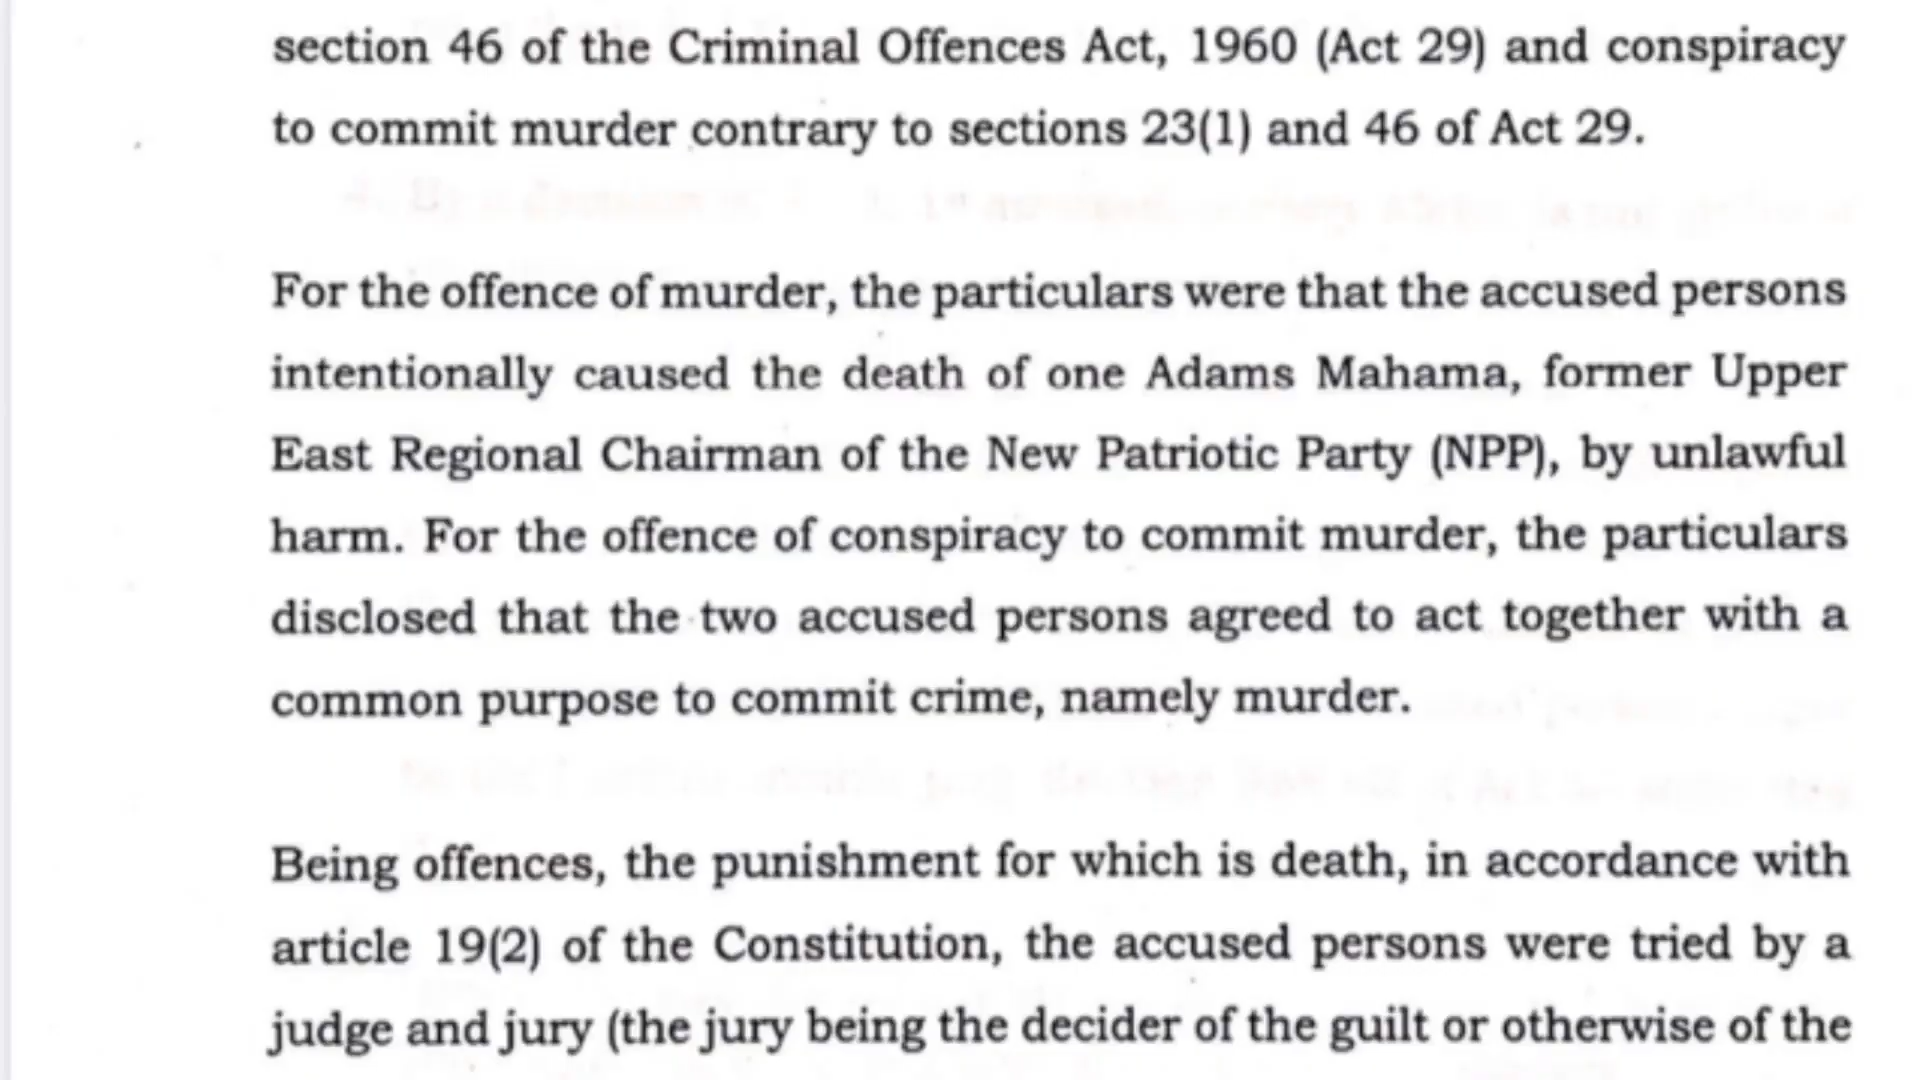 section 46 of the Criminal Offences Act, 1960 (Act 29) and conspiracy
to commit murder contrary to sections 23(1) and 46 of Act 29.
For the offence of murder, the particulars were that the accused persons
intentionally caused the death of one Adams Mahama, former Upper
East Regional Chairman of the New Patriotic Party (NPP), by unlawful
harm. For the offence of conspiracy to commit murder, the particulars
disclosed that the two accused persons agreed to act together with a
common purpose to commit crime, namely murder.
Being offences, the punishment for which is death, in accordance with
article 19(2) of the Constitution, the accused persons were tried by a
judge and jury (the jury being the decider of the guilt or otherwise of the